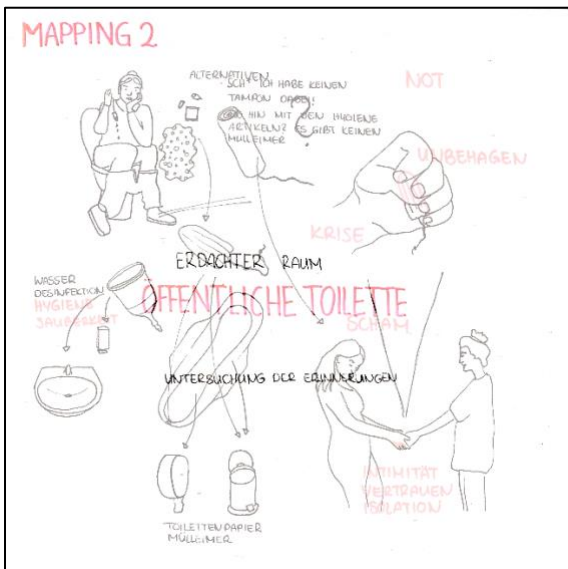 MAPPING 2
ALTERNATIVEN
SCH* ICH HABE KEINEN
TAMPON DABEI!
HIN MIT DEN HYGIENE
ARTIKELN? ES GIBT KEINEN
MÜLLEIMER
?
NOT
UNBEHAGEN
KRISE
ERDACHTER RAUM
WASSER
DESINFEKTION
HYGIENE
SAUBERKEIT
ÖFFENTLICHE TOILETTE
SCHAM
UNTERSUCHUNG DER ERINNERUNGEN
INTIMITÄT
VERTRAUEN
ISOLATION
TOILETTENPAPIER
MÜLLEIMER